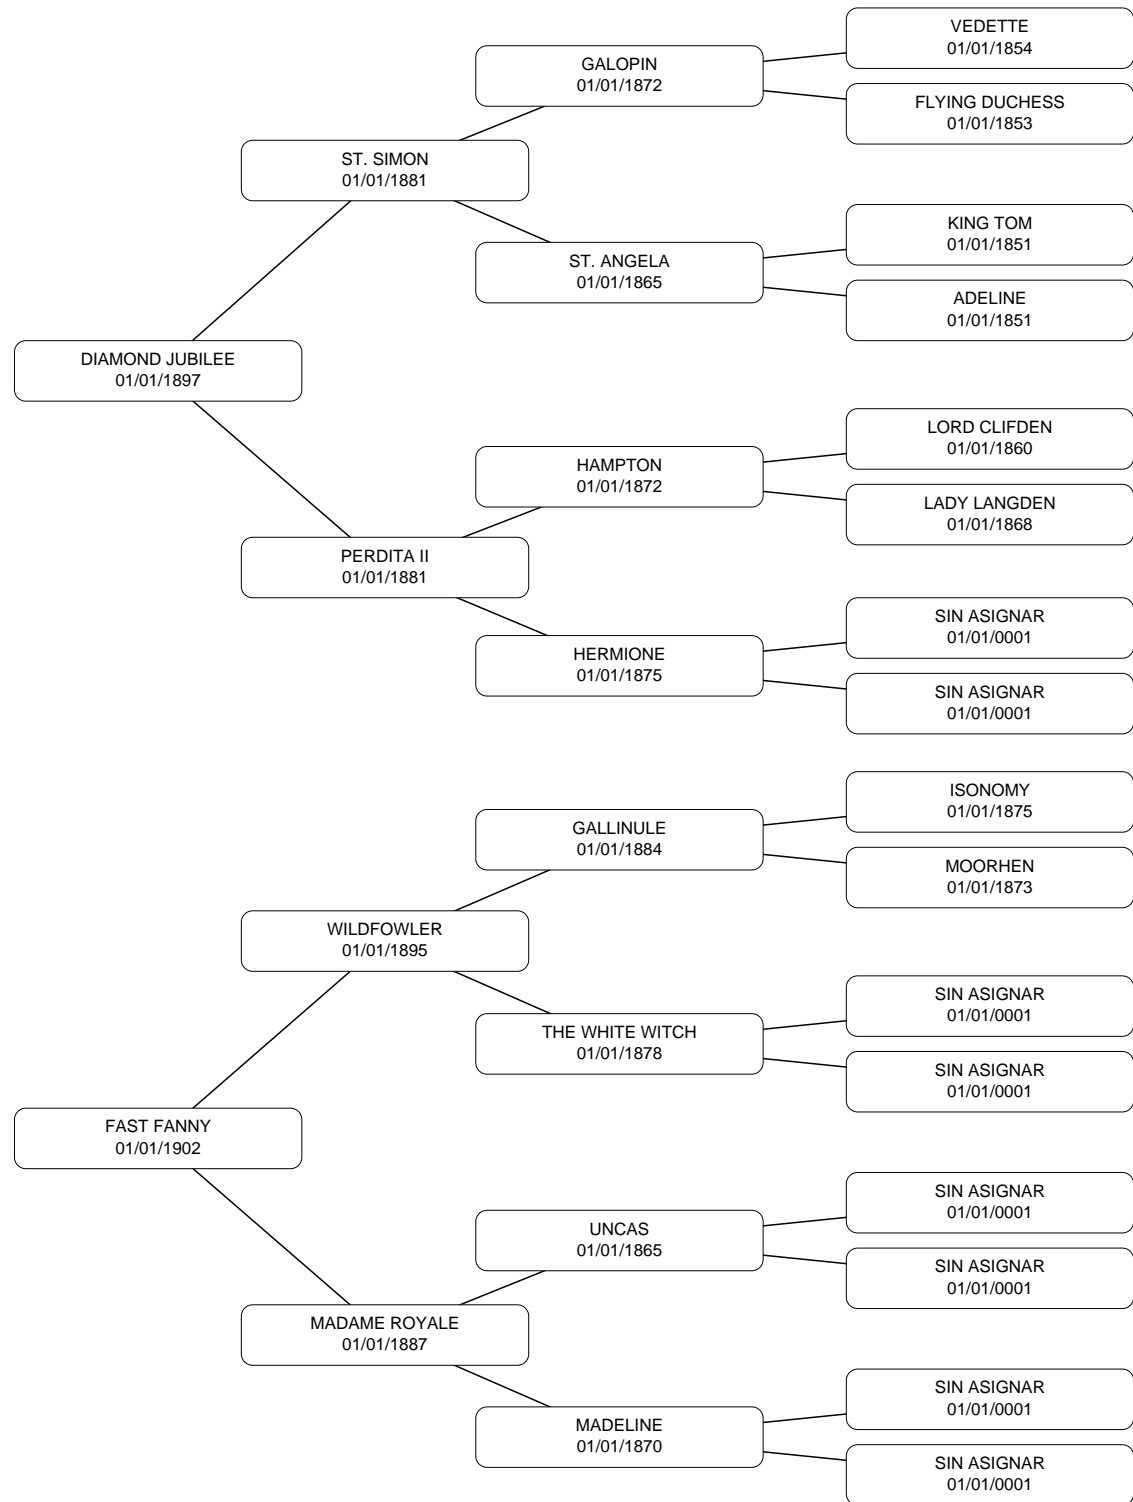 VEDETTE
01/01/1854
GALOPIN
01/01/1872
FLYING DUCHESS
01/01/1853
ST. SIMON
01/01/1881
KING TOM
01/01/1851
ST. ANGELA
01/01/1865
ADELINE
01/01/1851
DIAMOND JUBILEE
01/01/1897
LORD CLIFDEN
01/01/1860
HAMPTON
01/01/1872
LADY LANGDEN
01/01/1868
PERDITA II
01/01/1881
SIN ASIGNAR
01/01/0001
HERMIONE
01/01/1875
SIN ASIGNAR
01/01/0001
ISONOMY
01/01/1875
GALLINULE
01/01/1884
MOORHEN
01/01/1873
WILDFOWLER
01/01/1895
SIN ASIGNAR
01/01/0001
THE WHITE WITCH
01/01/1878
SIN ASIGNAR
01/01/0001
FAST FANNY
01/01/1902
SIN ASIGNAR
01/01/0001
UNCAS
01/01/1865
SIN ASIGNAR
01/01/0001
MADAME ROYALE
01/01/1887
SIN ASIGNAR
01/01/0001
MADELINE
01/01/1870
SIN ASIGNAR
01/01/0001